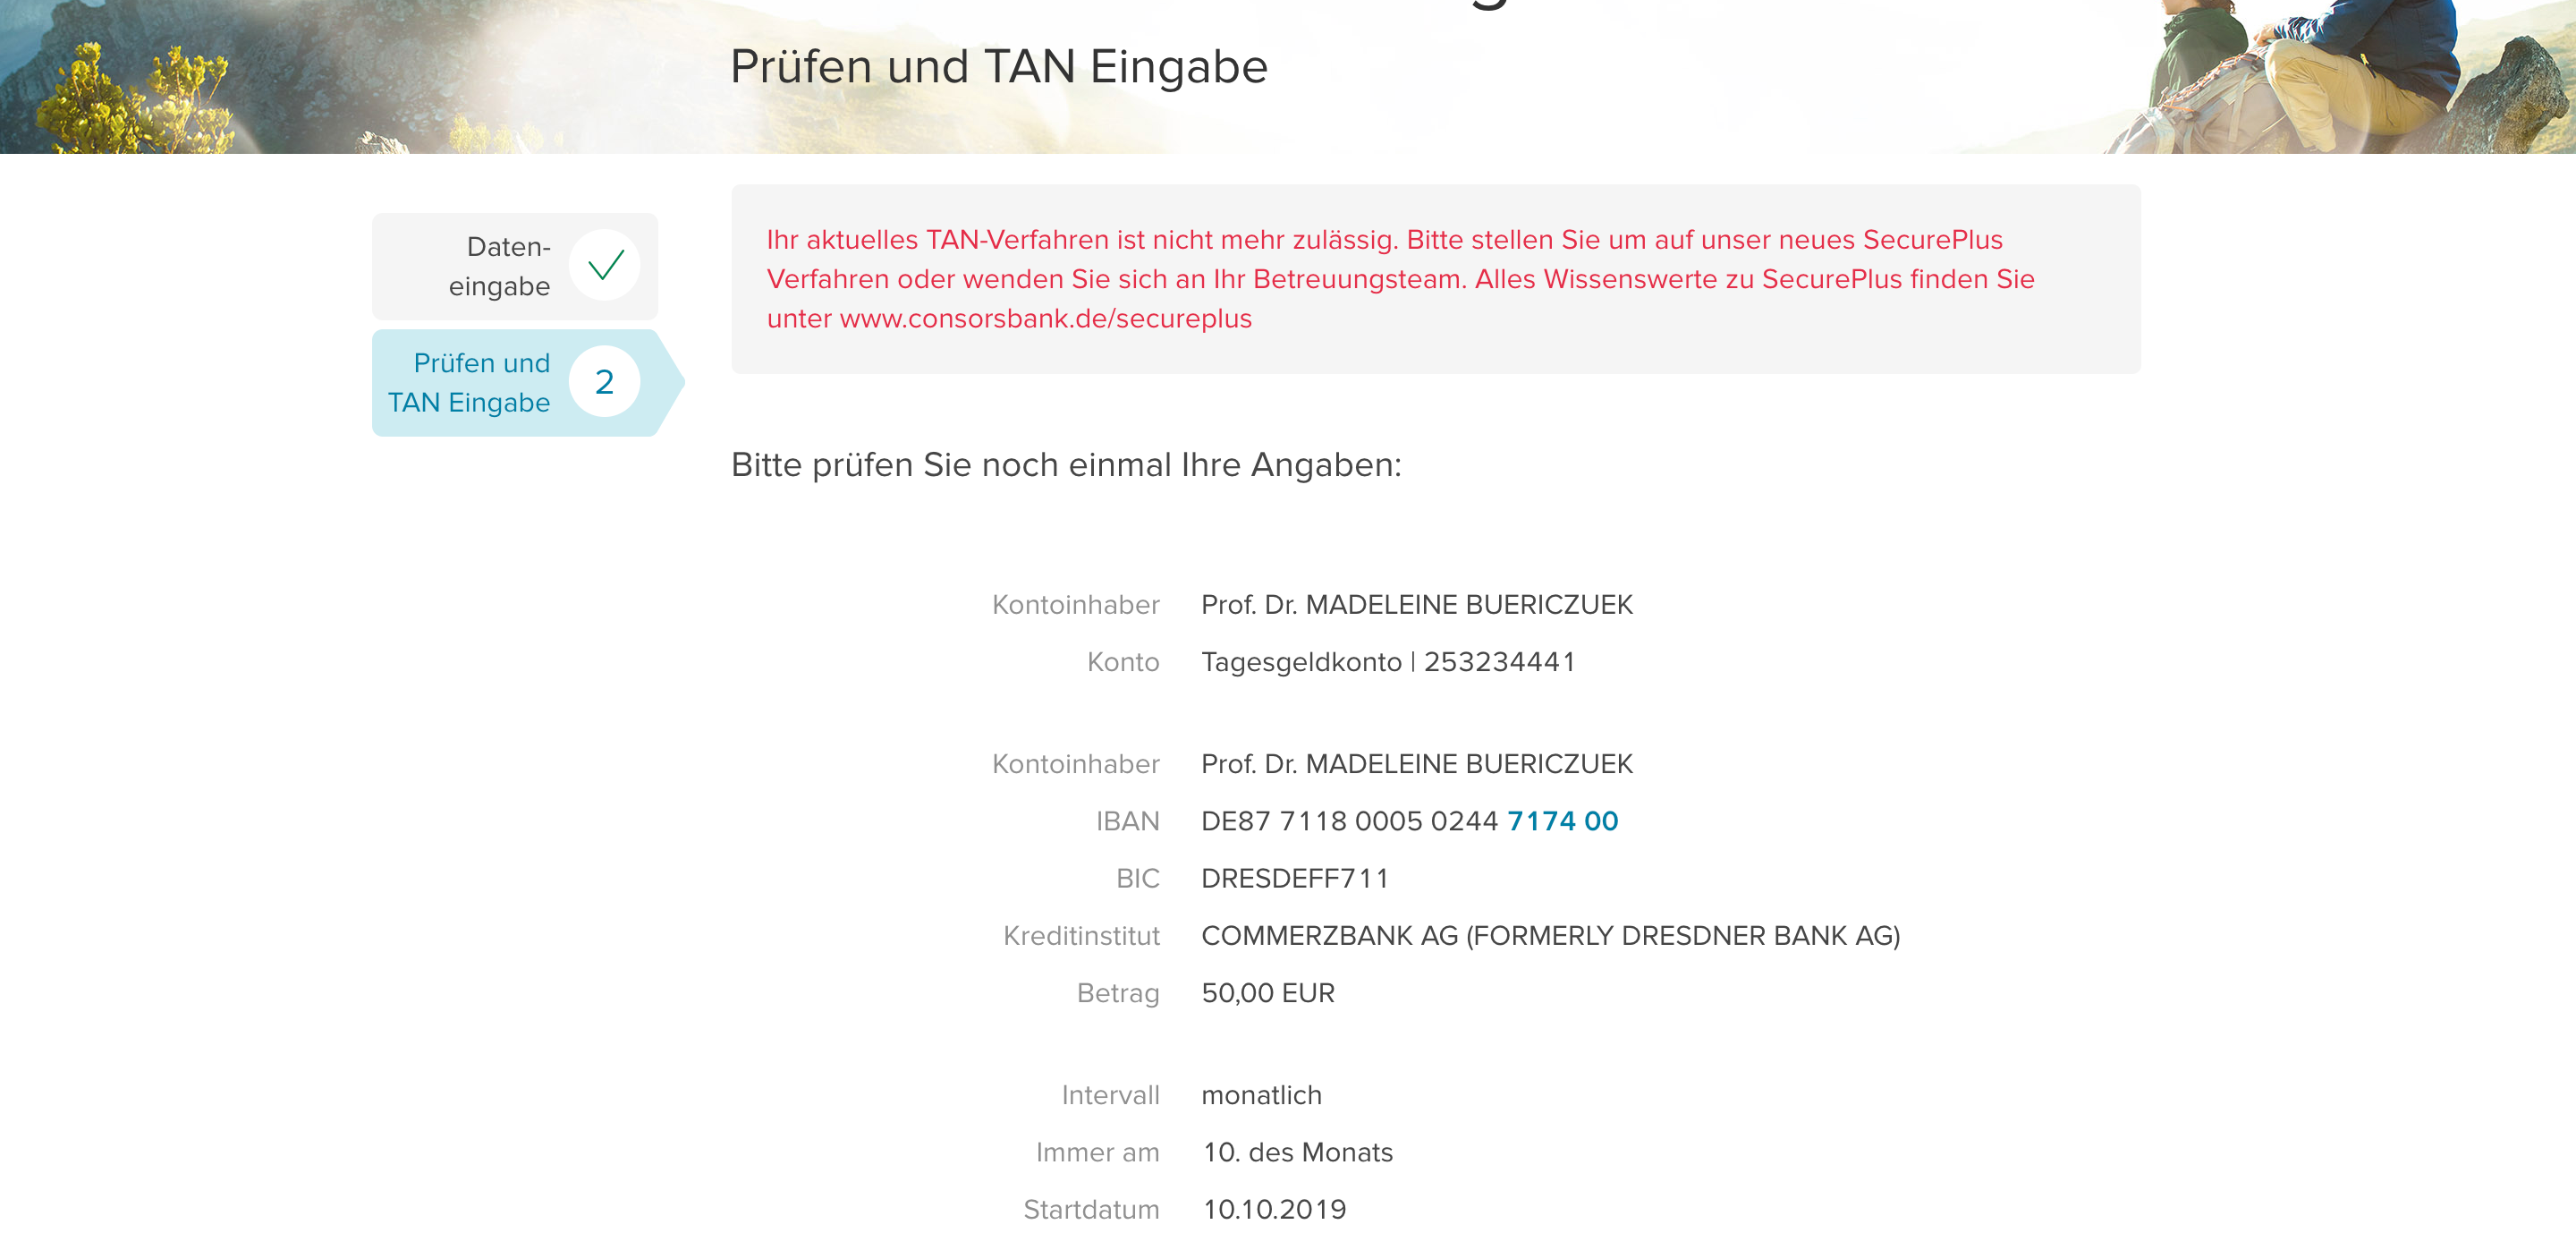 Prüfen und TAN Eingabe
Daten-
eingabe
Prüfen und
TAN Eingabe
2
Ihr aktuelles TAN-Verfahren ist nicht mehr zulässig. Bitte stellen Sie um auf unser neues SecurePlus
Verfahren oder wenden Sie sich an Ihr Betreuungsteam. Alles Wissenswerte zu SecurePlus finden Sie
unter www.consorsbank.de/secureplus
Bitte prüfen Sie noch einmal Ihre Angaben:
Kontoinhaber Prof. Dr. MADELEINE BUERICZUEK
Konto Tagesgeldkonto | 253234441
Kontoinhaber Prof. Dr. MADELEINE BUERICZUEK
IBAN DE87 7118 0005 0244 7174 00
BIC DRESDEFF711
Kreditinstitut COMMERZBANK AG (FORMERLY DRESDNER BANK AG)
Betrag 50,00 EUR
Intervall monatlich
Immer am 10. des Monats
Startdatum 10.10.2019